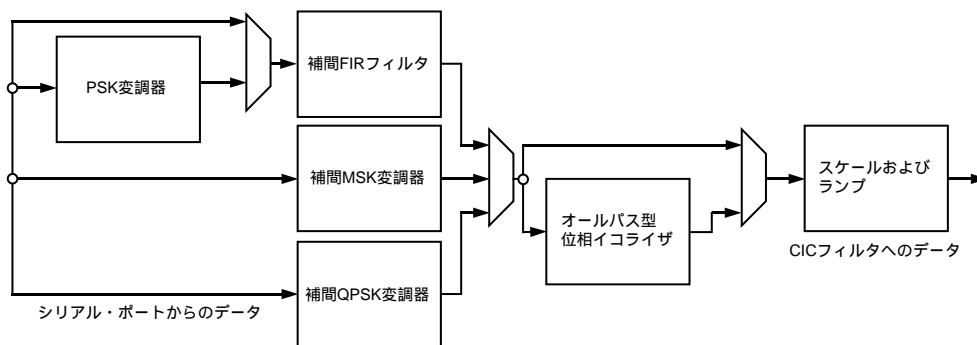 PSK変調器
補間FIRフィルタ
補間MSK変調器
補間QPSK変調器
シリアル・ポートからのデータ
オールパス型
位相イコライザ
スケールおよび
ランプ
CICフィルタへのデータ